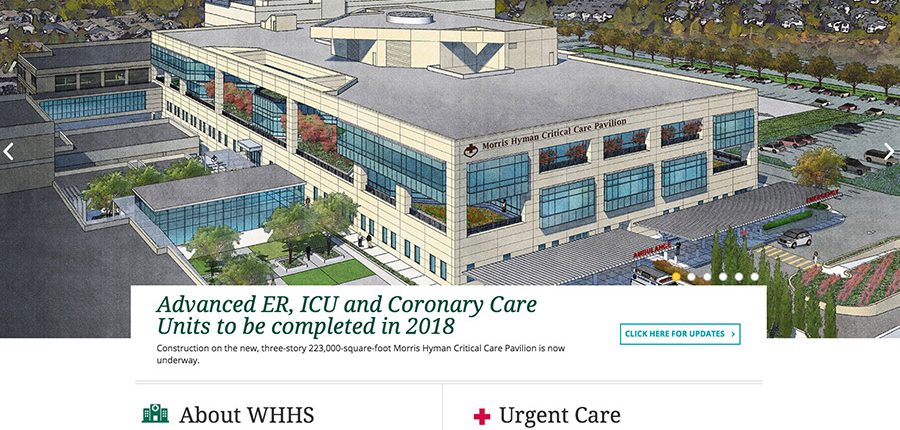 Morris Hyman Critical Care Pavilion
EMERGENCY
AMBULANCE
Advanced ER, ICU and Coronary Care
Units to be completed in 2018
Construction on the new, three-story 223,000-square-foot Morris Hyman Critical Care Pavilion is now
underway.
CLICK HERE FOR UPDATES
About WHHS
Urgent Care